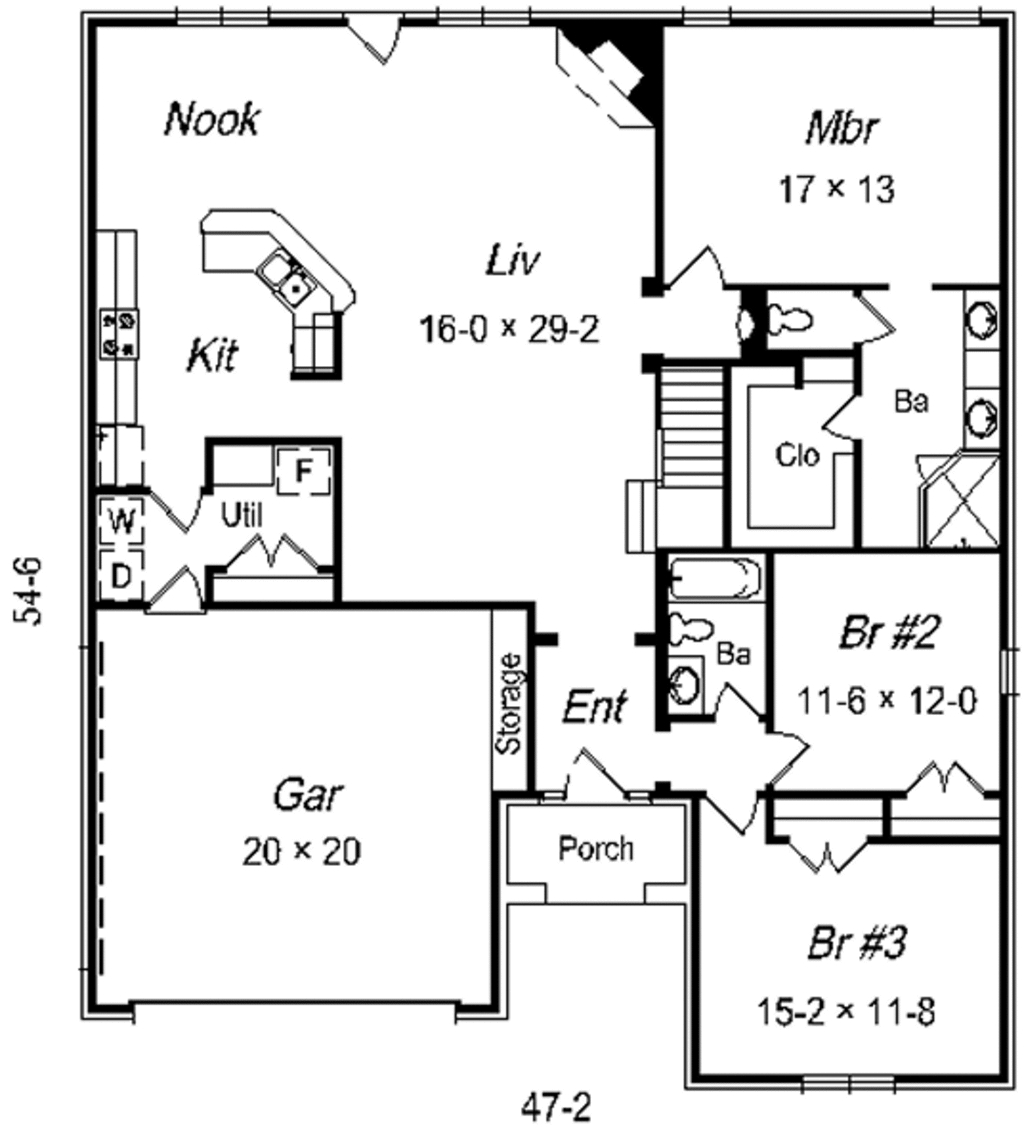 Nook
Mbr
17 × 13
Liv
16-0 × 29-2
Kit
Ba
Clo
F
W
Util
D
54-6
Br #2
11-6 × 12-0
Ba
Storage
Ent
Gar
20 × 20
Porch
Br #3
15-2 × 11-8
47-2